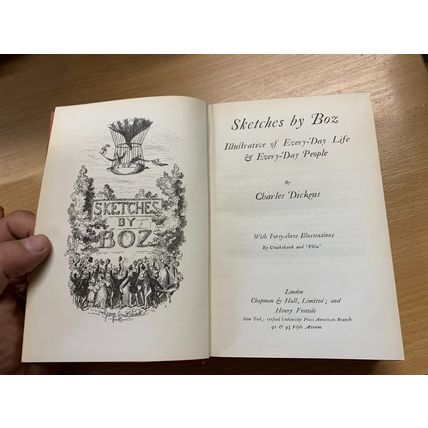 SKETCHES
BY
BOZ
George Cruikshank
Sketches by Boz
Illustrative of Every-Day Life
& Every-Day People
By
Charles Dickens
With Forty-three Illustrations
By Cruikshank and 'Phiz'
London
Chapman & Hall, Limited; and
Henry Frowde
New York: Oxford University Press American Branch
91 & 93 Fifth Avenue